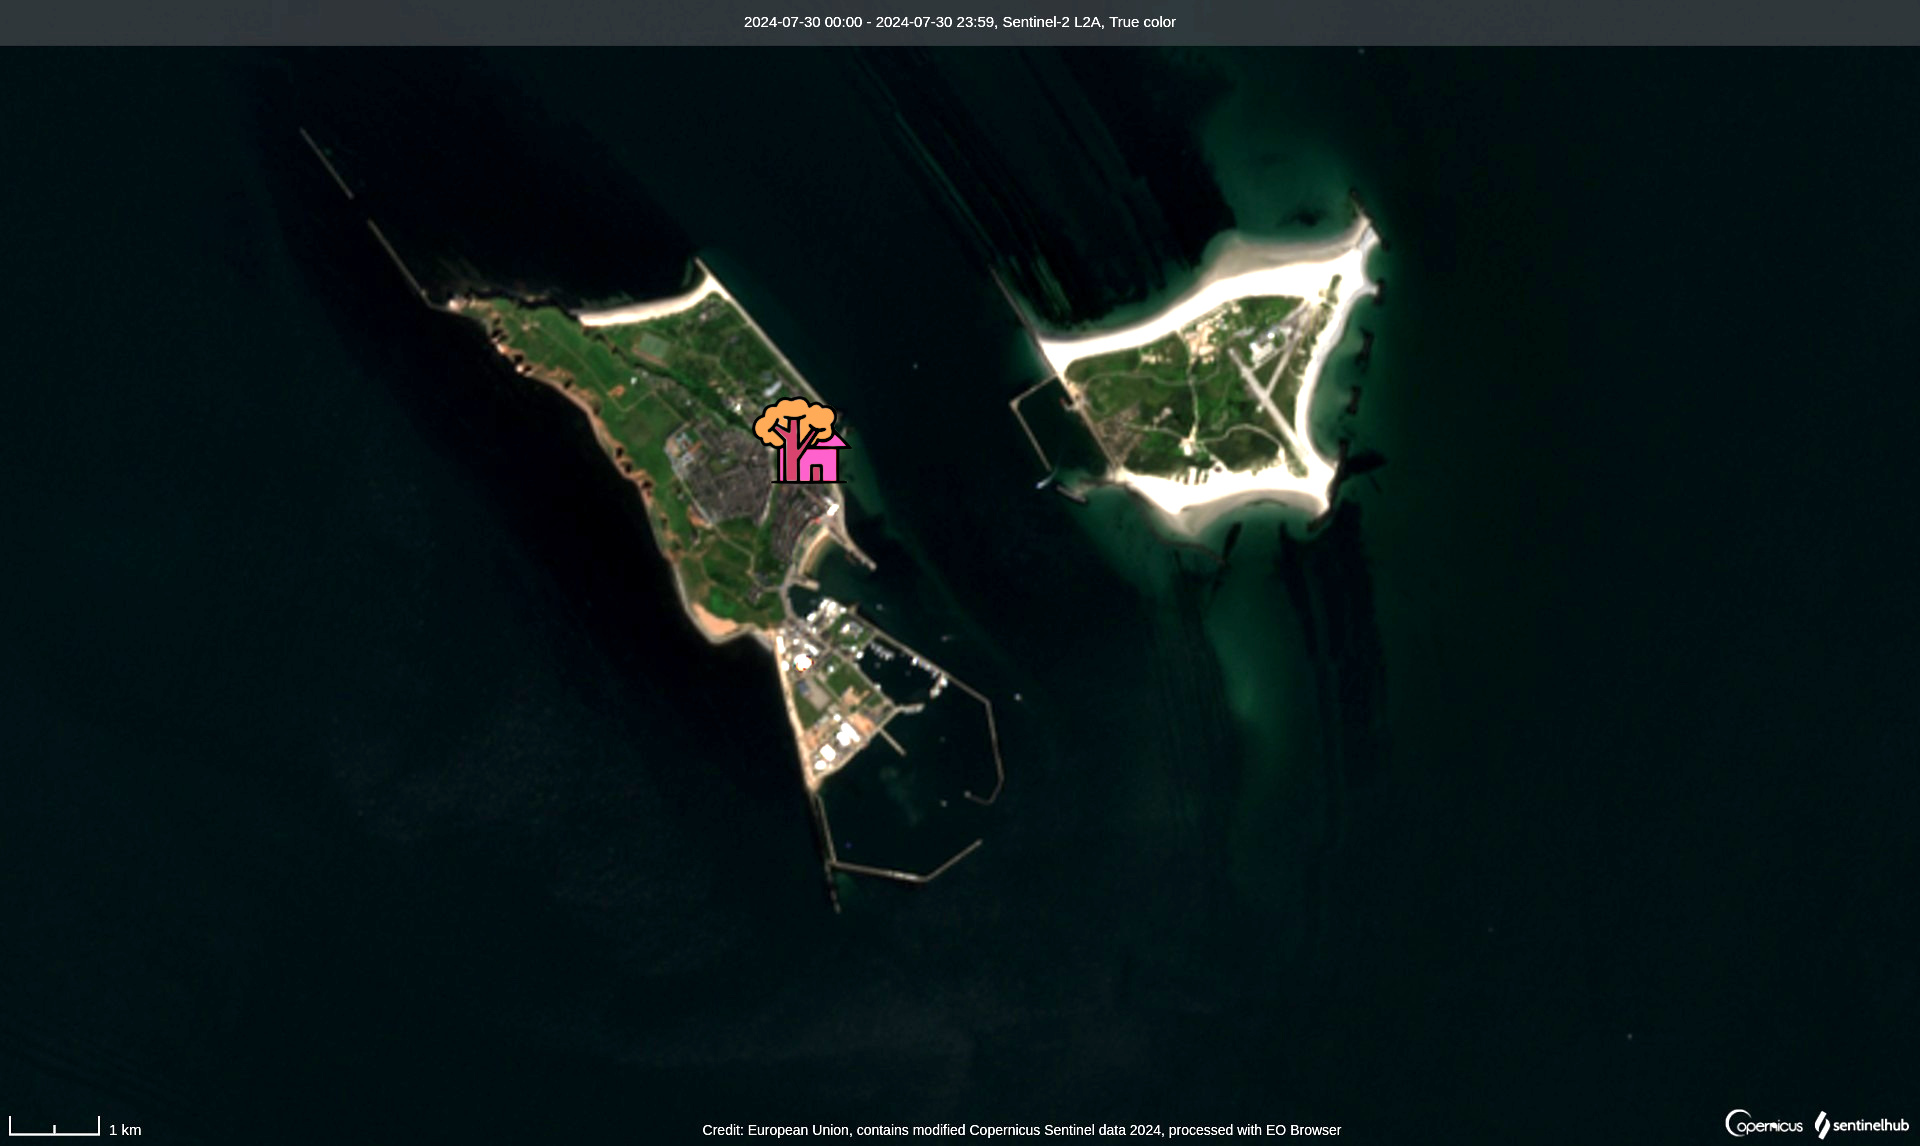 2024-07-30 00:00 - 2024-07-30 23:59, Sentinel-2 L2A, True color
1 km
Credit: European Union, contains modified Copernicus Sentinel data 2024, processed with EO Browser
Copernicus
sentinelhub